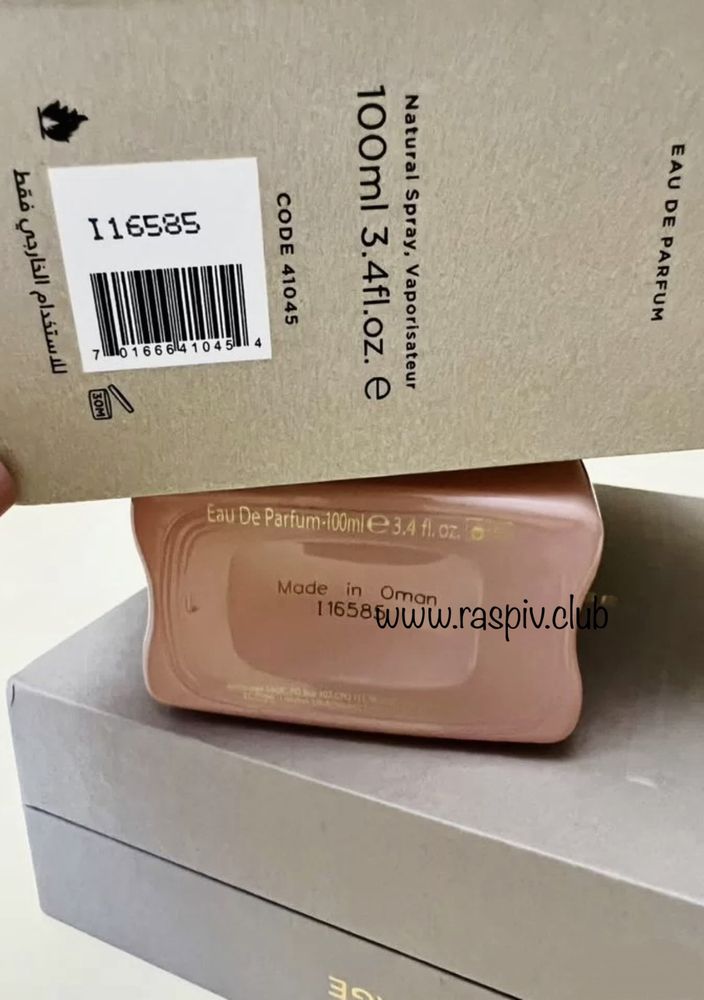 EAU DE PARFUM
Natural Spray, Vaporisateur
100ml 3.4fl.oz. e
CODE 41045
I16585
7 01666 41045 4
للاستخدام الخارجي فقط
30M
Eau De Parfum·100ml e 3.4 fl. oz.
Made in Oman
I16585
www.raspiv.club